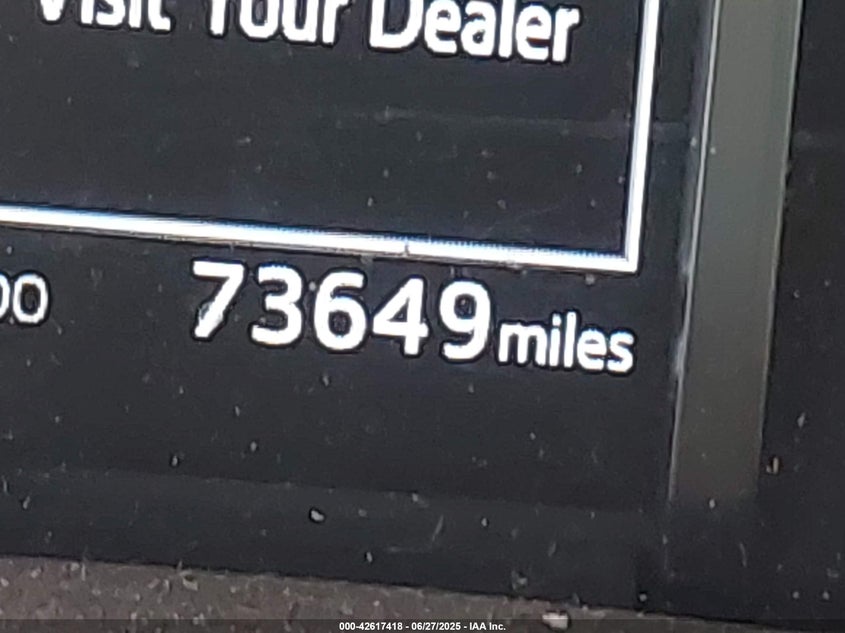 Visit Your Dealer
73649 miles
000-42617418 - 06/27/2025 - IAA Inc.